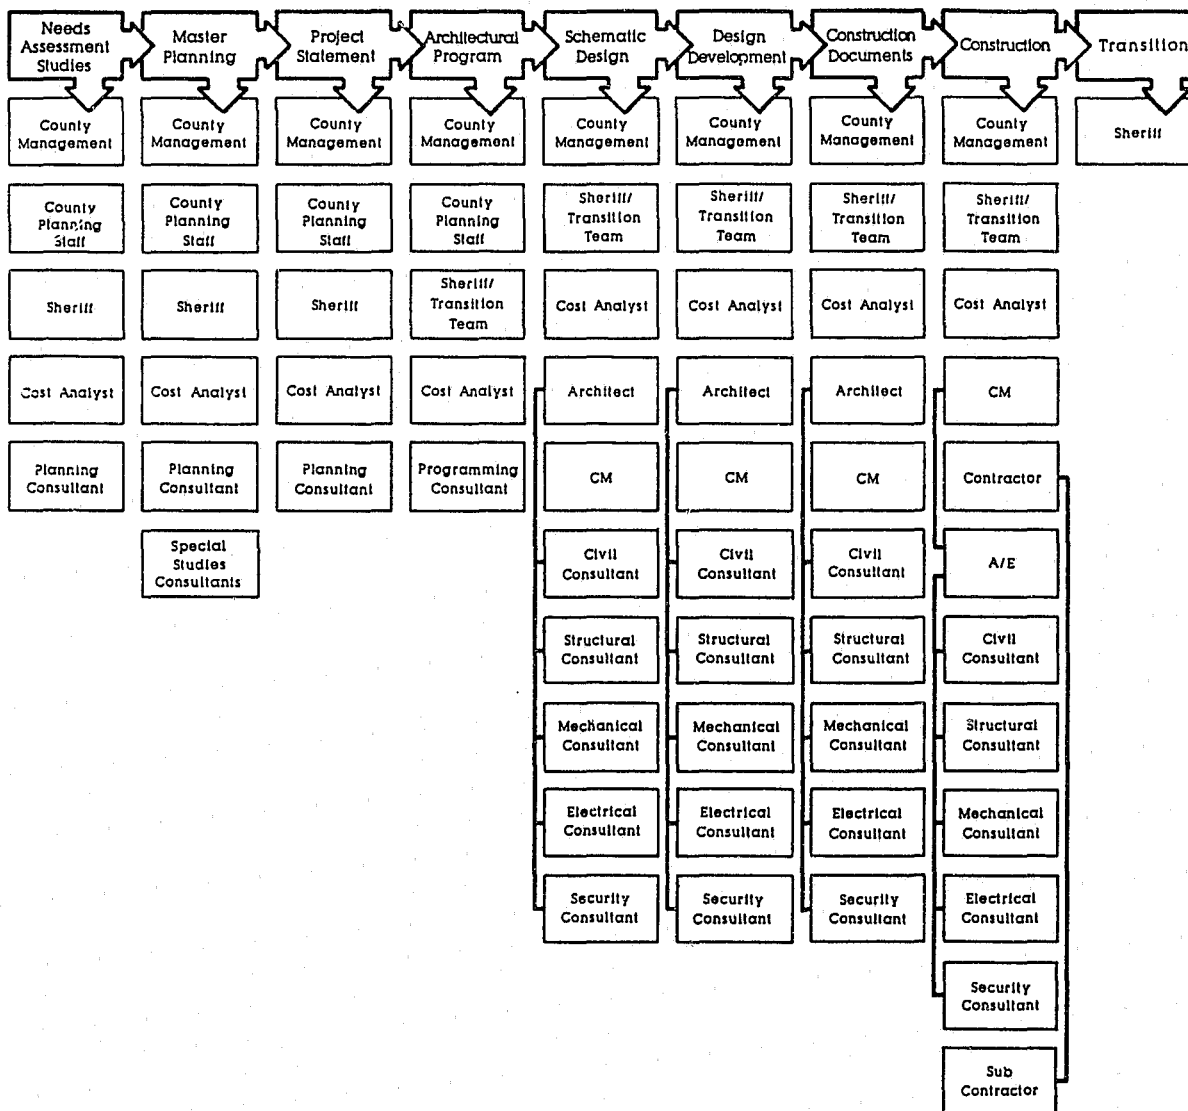 Needs
Assessment
Studies
Master
Planning
Project
Statement
Architectural
Program
Schematic
Design
Design
Development
Construction
Documents
Construction
Transition
County
Management
County
Management
County
Management
County
Management
County
Management
County
Management
County
Management
County
Management
Sheriff
County
Planning
Staff
County
Planning
Staff
County
Planning
Staff
County
Planning
Staff
Sheriff/
Transition
Team
Sheriff/
Transition
Team
Sheriff/
Transition
Team
Sheriff/
Transition
Team
Sheriff
Sheriff
Sheriff
Sheriff/
Transition
Team
Cost Analyst
Cost Analyst
Cost Analyst
Cost Analyst
Cost Analyst
Cost Analyst
Cost Analyst
Cost Analyst
Architect
Architect
Architect
CM
Planning
Consultant
Planning
Consultant
Planning
Consultant
Programming
Consultant
CM
CM
CM
Contractor
Special
Studies
Consultants
Civil
Consultant
Civil
Consultant
Civil
Consultant
A/E
Structural
Consultant
Structural
Consultant
Structural
Consultant
Civil
Consultant
Mechanical
Consultant
Mechanical
Consultant
Mechanical
Consultant
Structural
Consultant
Electrical
Consultant
Electrical
Consultant
Electrical
Consultant
Mechanical
Consultant
Security
Consultant
Security
Consultant
Security
Consultant
Electrical
Consultant
Security
Consultant
Sub
Contractor